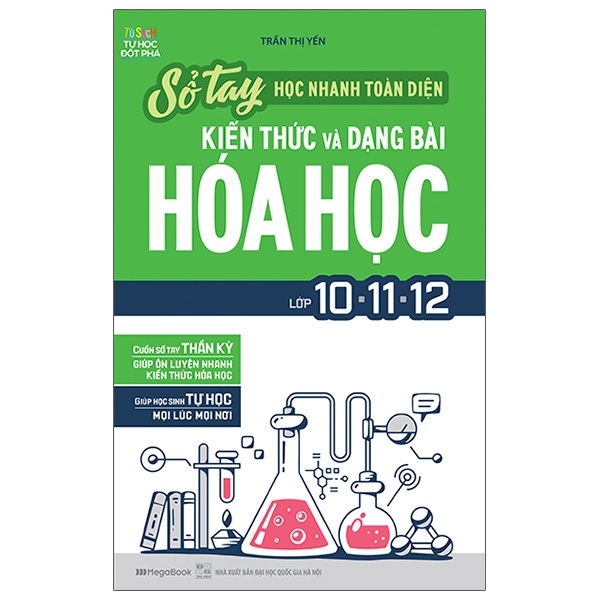 Tủ Sách
TỰ HỌC
ĐỘT PHÁ
TRẦN THỊ YẾN
Sổ tay HỌC NHANH TOÀN DIỆN
KIẾN THỨC VÀ DẠNG BÀI
HÓA HỌC
LỚP 10·11·12
CUỐN SỔ TAY THẦN KỲ
GIÚP ÔN LUYỆN NHANH
KIẾN THỨC HÓA HỌC
GIÚP HỌC SINH TỰ HỌC
MỌI LÚC MỌI NƠI
MegaBook
NHÀ XUẤT BẢN ĐẠI HỌC QUỐC GIA HÀ NỘI